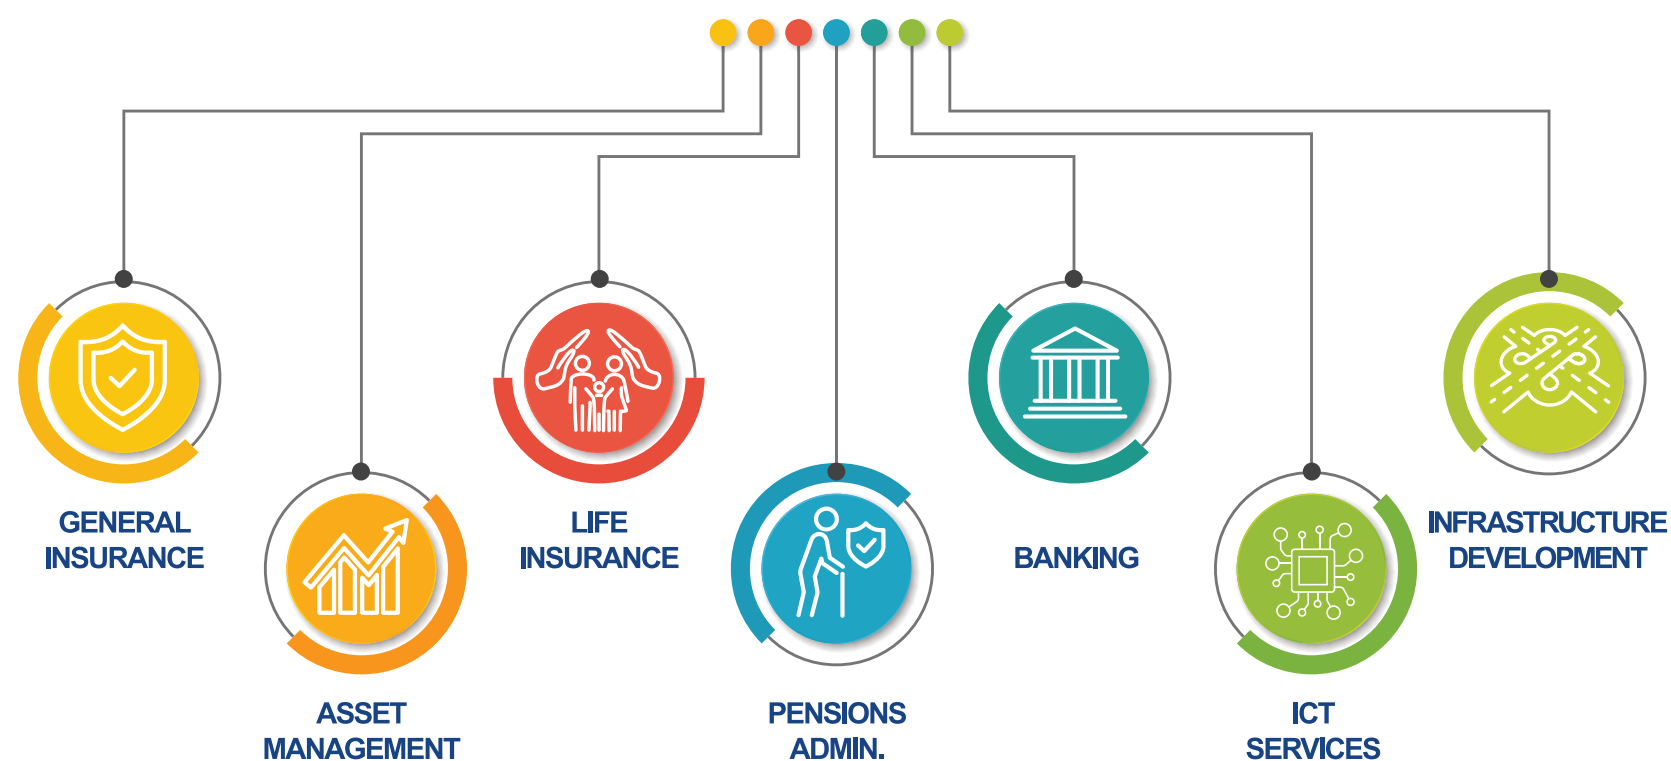 GENERAL
INSURANCE
ASSET
MANAGEMENT
LIFE
INSURANCE
PENSIONS
ADMIN.
BANKING
ICT
SERVICES
INFRASTRUCTURE
DEVELOPMENT